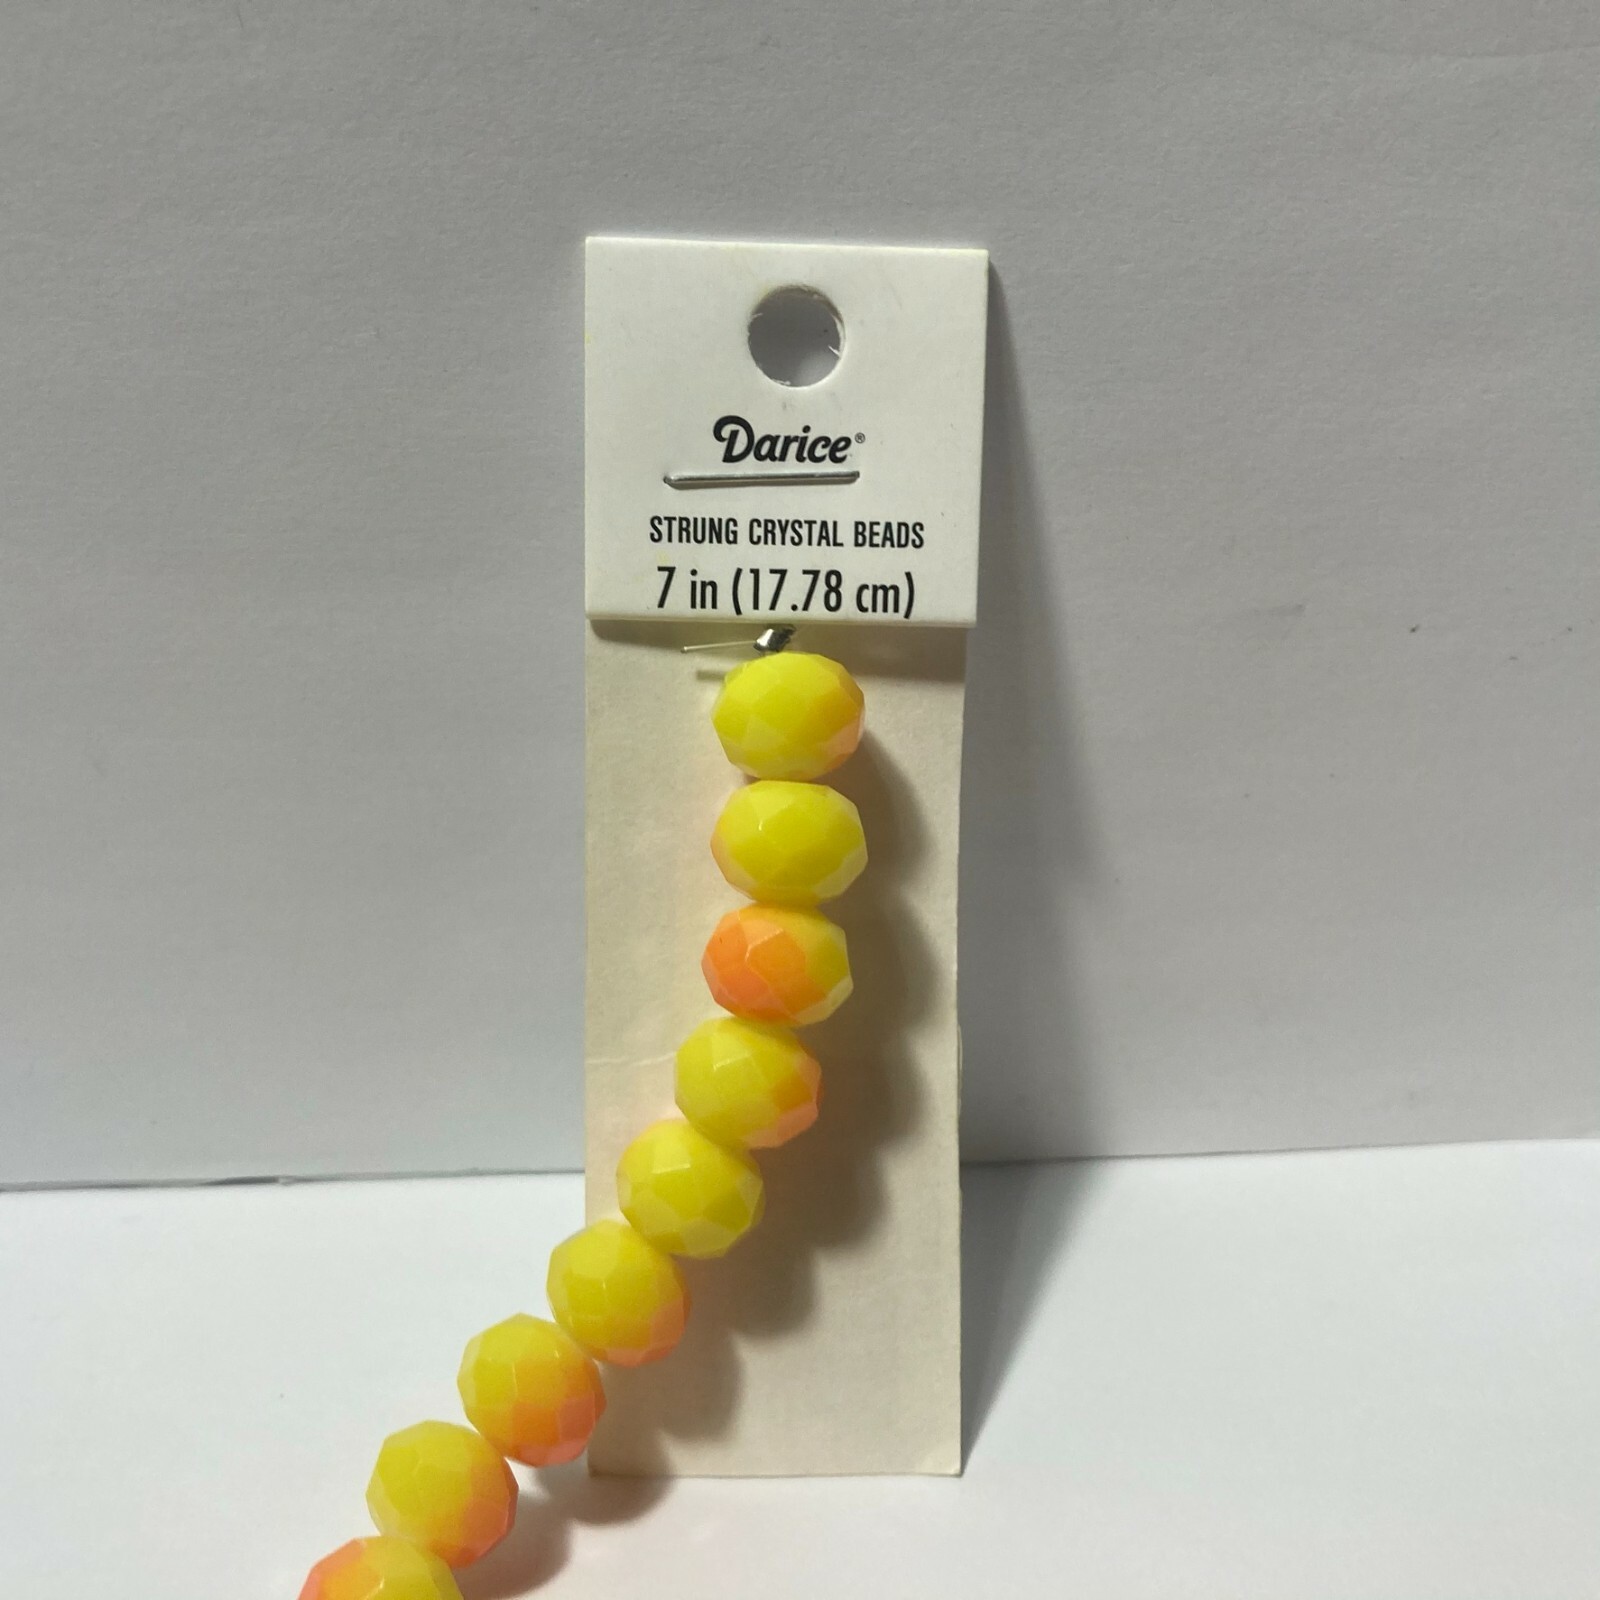 Darice®
STRUNG CRYSTAL BEADS
7 in (17.78 cm)